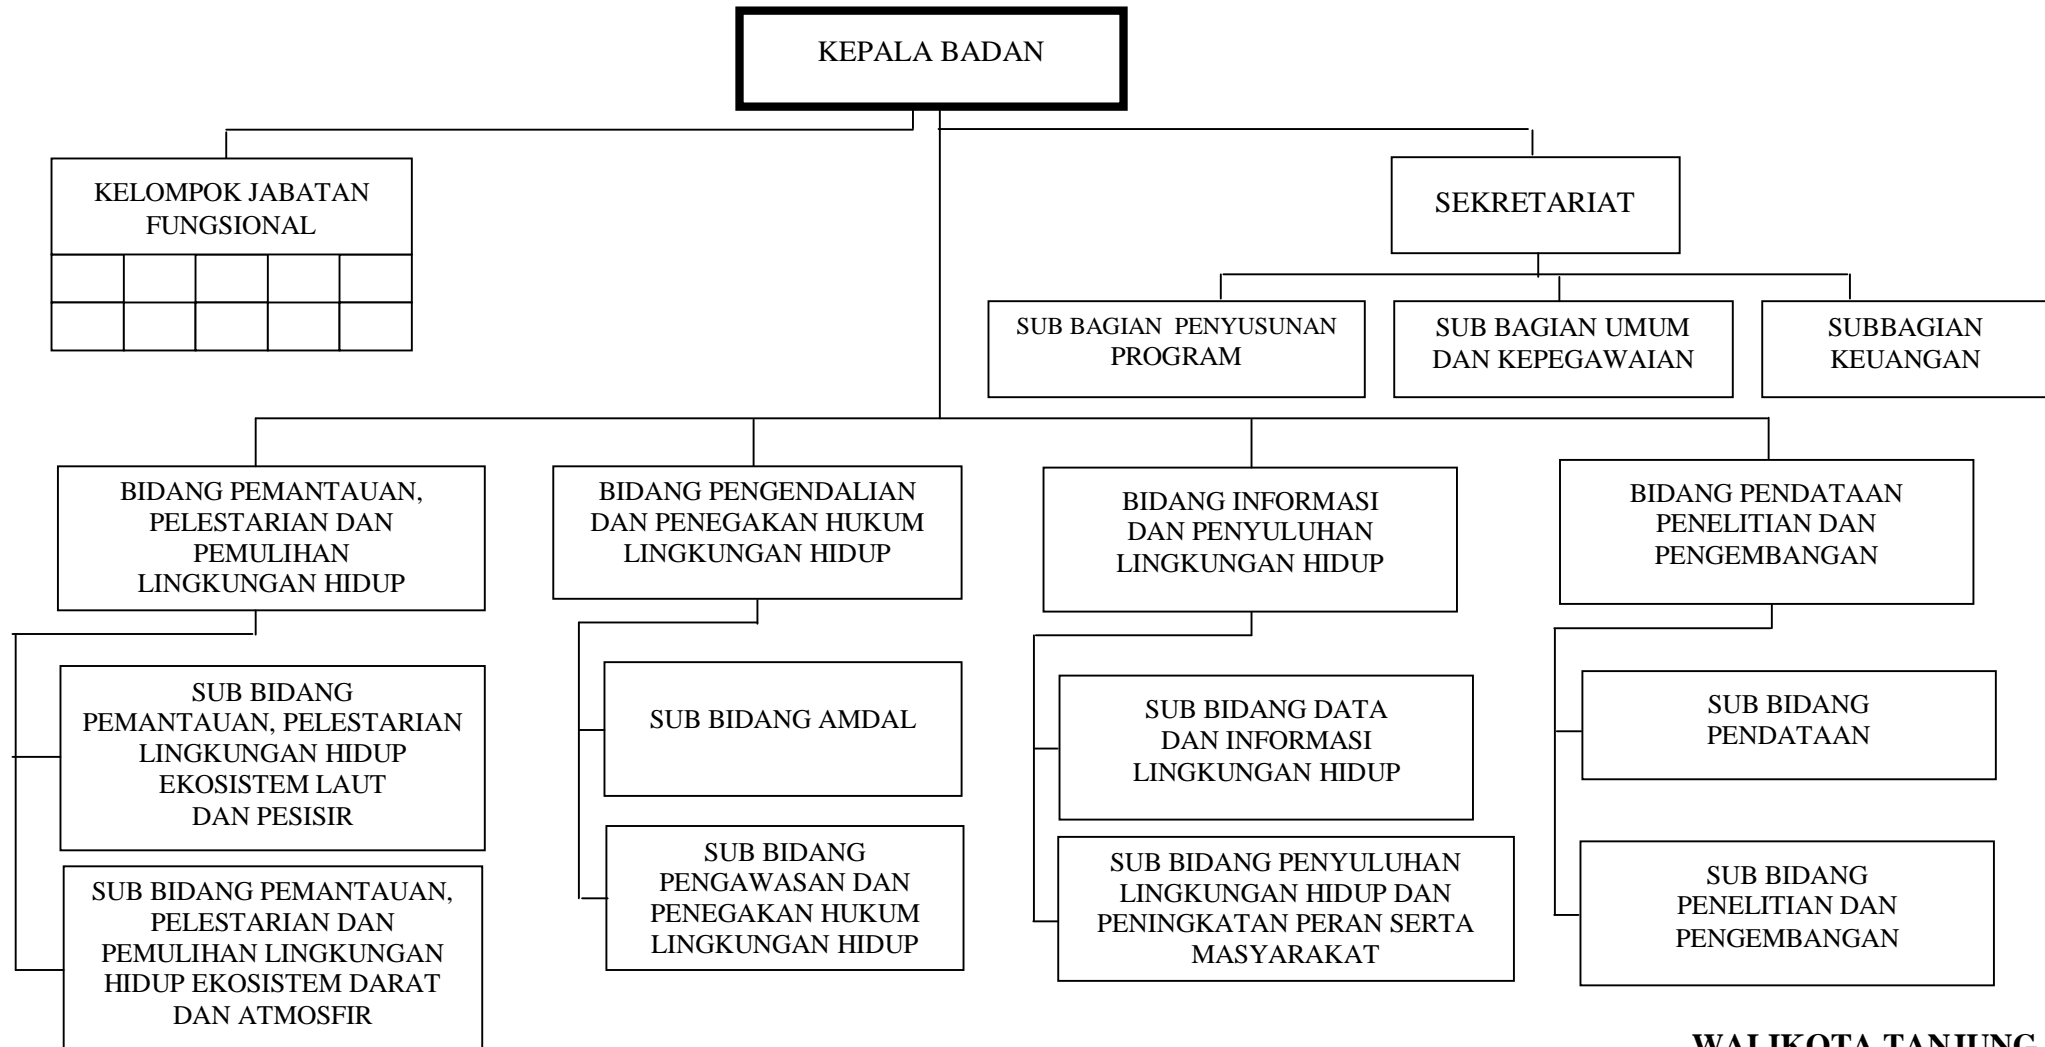 KEPALA BADAN
KELOMPOK JABATAN
FUNGSIONAL
SEKRETARIAT
SUB BAGIAN PENYUSUNAN
PROGRAM
SUB BAGIAN UMUM
DAN KEPEGAWAIAN
SUBBAGIAN
KEUANGAN
BIDANG PEMANTAUAN,
PELESTARIAN DAN
PEMULIHAN
LINGKUNGAN HIDUP
BIDANG PENGENDALIAN
DAN PENEGAKAN HUKUM
LINGKUNGAN HIDUP
BIDANG INFORMASI
DAN PENYULUHAN
LINGKUNGAN HIDUP
BIDANG PENDATAAN
PENELITIAN DAN
PENGEMBANGAN
SUB BIDANG
PEMANTAUAN, PELESTARIAN
LINGKUNGAN HIDUP
EKOSISTEM LAUT
DAN PESISIR
SUB BIDANG AMDAL
SUB BIDANG DATA
DAN INFORMASI
LINGKUNGAN HIDUP
SUB BIDANG
PENDATAAN
SUB BIDANG PEMANTAUAN,
PELESTARIAN DAN
PEMULIHAN LINGKUNGAN
HIDUP EKOSISTEM DARAT
DAN ATMOSFIR
SUB BIDANG
PENGAWASAN DAN
PENEGAKAN HUKUM
LINGKUNGAN HIDUP
SUB BIDANG PENYULUHAN
LINGKUNGAN HIDUP DAN
PENINGKATAN PERAN SERTA
MASYARAKAT
SUB BIDANG
PENELITIAN DAN
PENGEMBANGAN
WALIKOTA TANJUNG